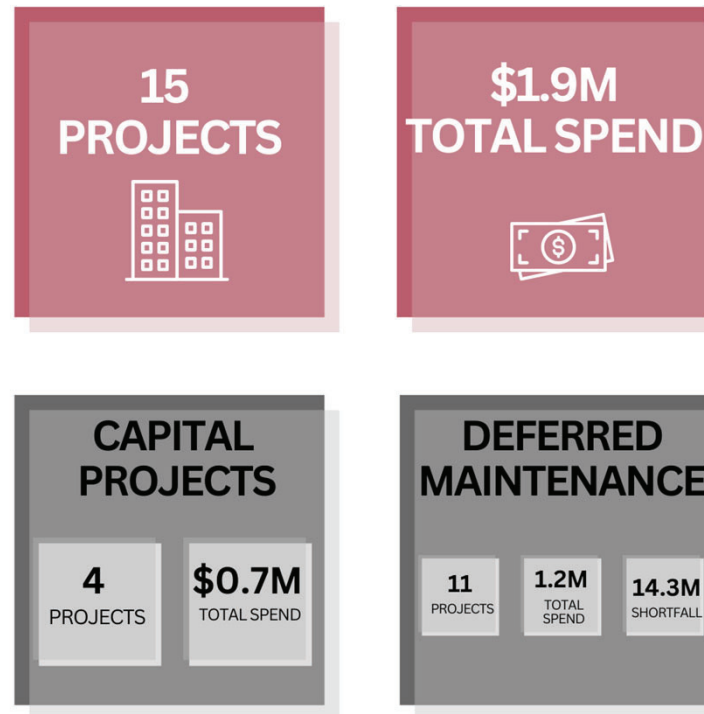 15
PROJECTS
$1.9M
TOTAL SPEND
$
CAPITAL
PROJECTS
4
PROJECTS
$0.7M
TOTAL SPEND
DEFERRED
MAINTENANCE
11
PROJECTS
1.2M
TOTAL
SPEND
14.3M
SHORTFALL